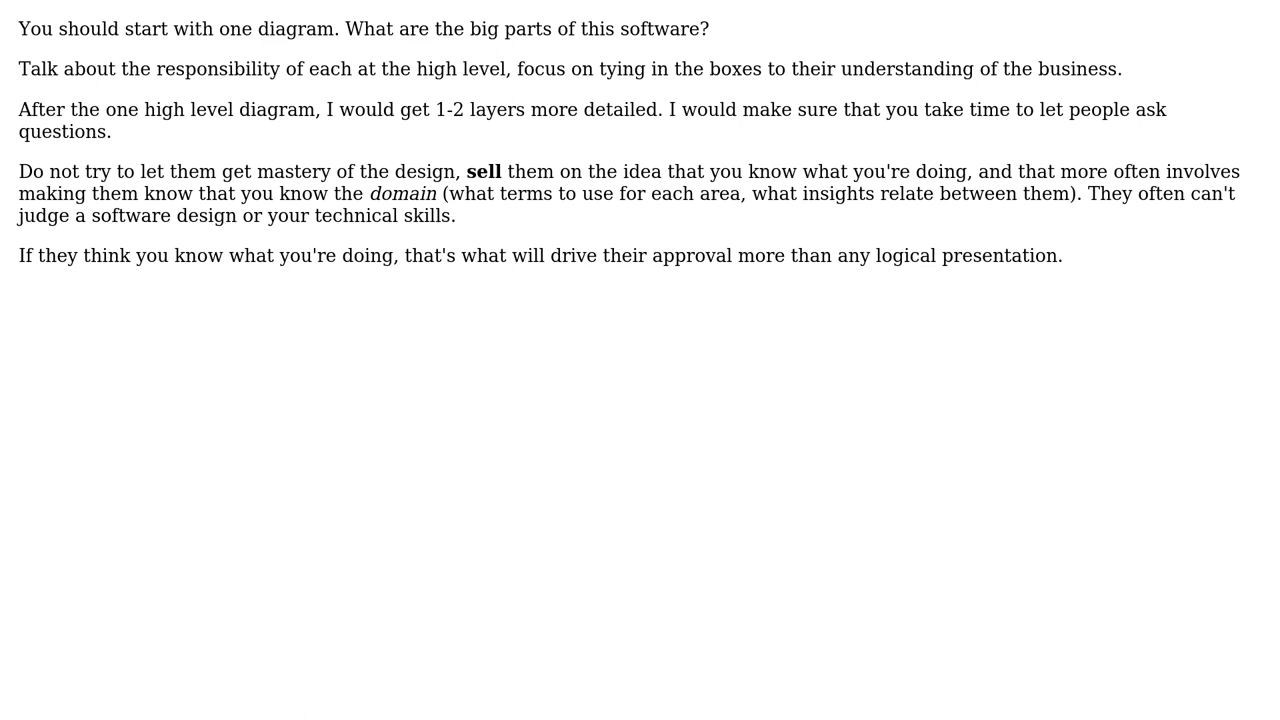 You should start with one diagram. What are the big parts of this software?
Talk about the responsibility of each at the high level, focus on tying in the boxes to their understanding of the business.
After the one high level diagram, I would get 1-2 layers more detailed. I would make sure that you take time to let people ask
questions.
Do not try to let them get mastery of the design, sell them on the idea that you know what you're doing, and that more often involves
making them know that you know the domain (what terms to use for each area, what insights relate between them). They often can't
judge a software design or your technical skills.
If they think you know what you're doing, that's what will drive their approval more than any logical presentation.